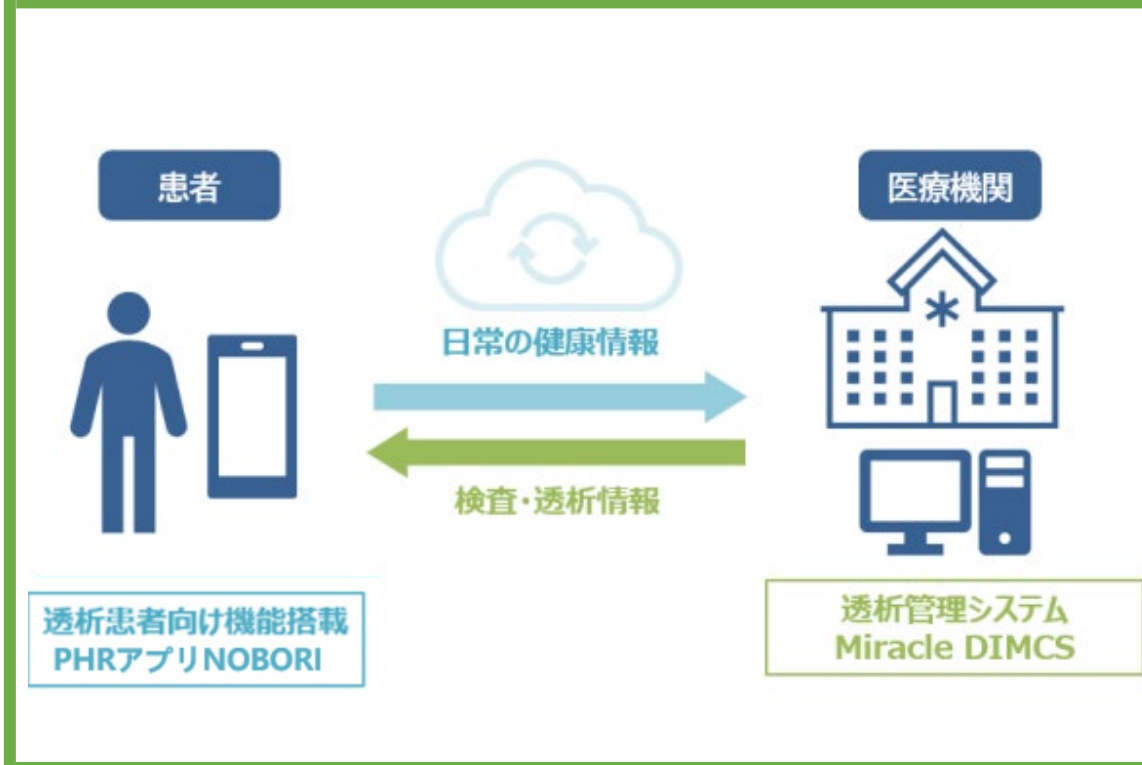 患者
医療機関
日常の健康情報
検査・透析情報
透析患者向け機能搭載
PHRアプリNOBORI
透析管理システム
Miracle DIMCS